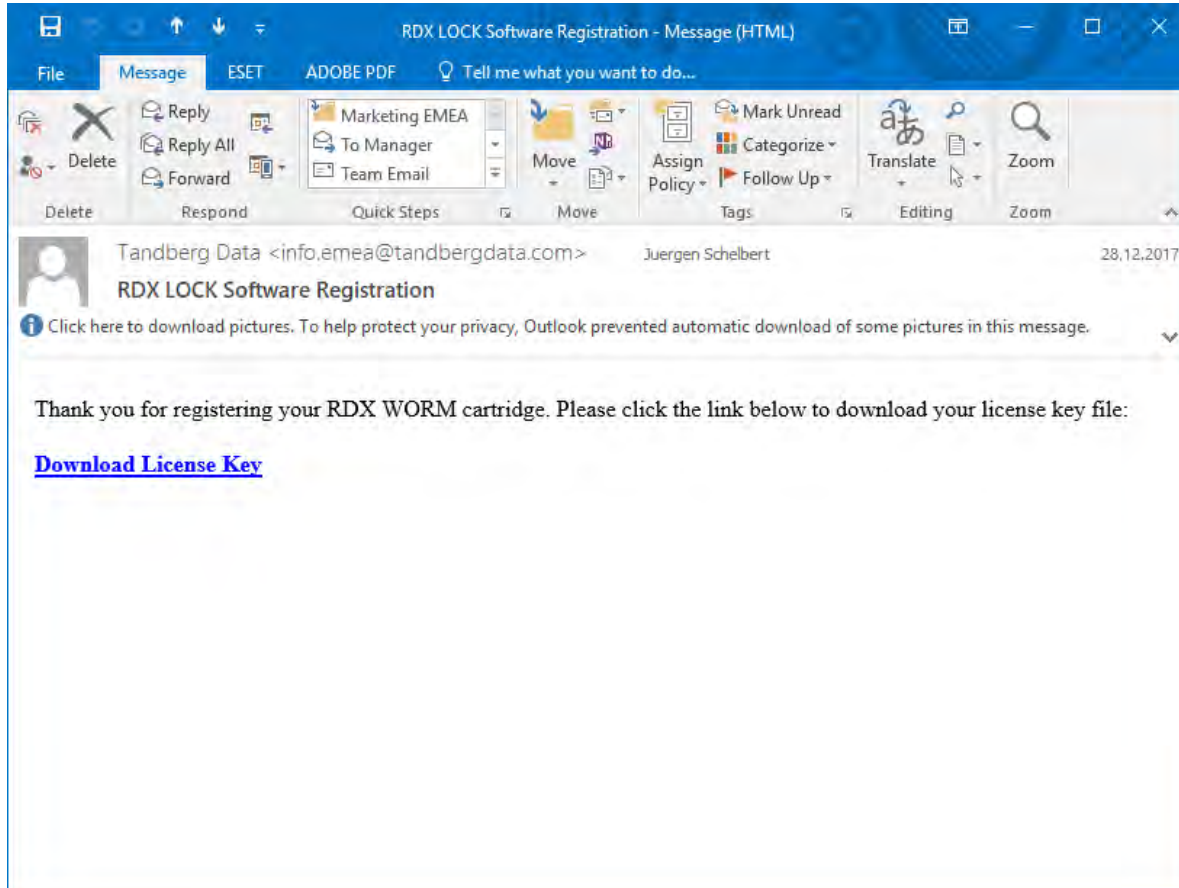 RDX LOCK Software Registration - Message (HTML)
File Message ESET ADOBE PDF Tell me what you want to do...
Delete
Reply
Reply All
Forward
Marketing EMEA
To Manager
Team Email
Move
Assign
Policy
Mark Unread
Categorize
Follow Up
Translate
Zoom
Delete Respond Quick Steps Move Tags Editing Zoom
Tandberg Data <info.emea@tandbergdata.com> Juergen Schelbert 28.12.2017
RDX LOCK Software Registration
Click here to download pictures. To help protect your privacy, Outlook prevented automatic download of some pictures in this message.
Thank you for registering your RDX WORM cartridge. Please click the link below to download your license key file:
Download License Key